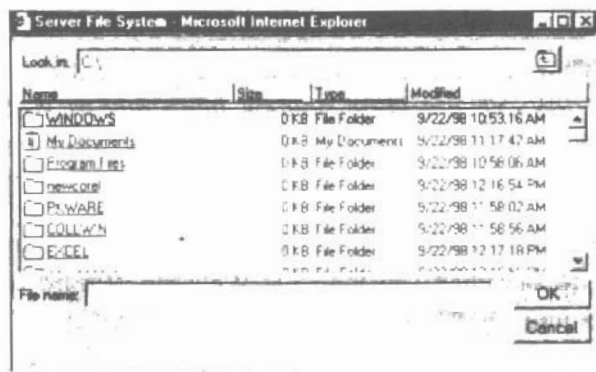 Server File System - Microsoft Internet Explorer
Look in: C:\
Name Size Type Modified
WINDOWS 0 KB File Folder 9/22/98 10:53:16 AM
My Documents 0 KB My Documents 9/22/98 11:17:42 AM
Program Files 0 KB File Folder 9/22/98 10:58:06 AM
newcorel 0 KB File Folder 9/22/98 12:16:54 PM
PKWARE 0 KB File Folder 9/22/98 11:58:02 AM
COLLWIN 0 KB File Folder 9/22/98 11:58:56 AM
EXCEL 0 KB File Folder 9/22/98 12:17:18 PM
File name:
OK
Cancel